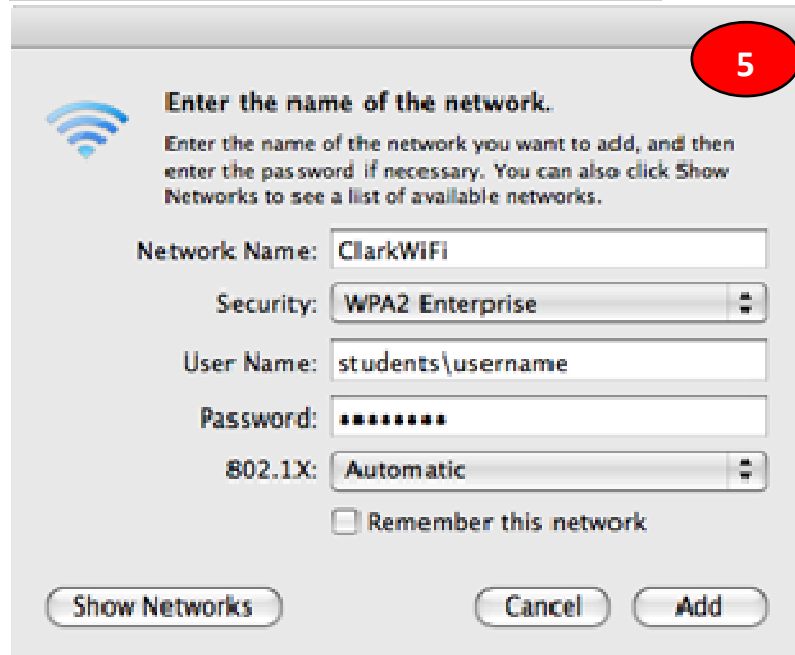 5
Enter the name of the network.
Enter the name of the network you want to add, and then
enter the password if necessary. You can also click Show
Networks to see a list of available networks.
Network Name: ClarkWiFi
Security: WPA2 Enterprise
User Name: students\username
Password: ••••••••
802.1X: Automatic
Remember this network
Show Networks Cancel Add